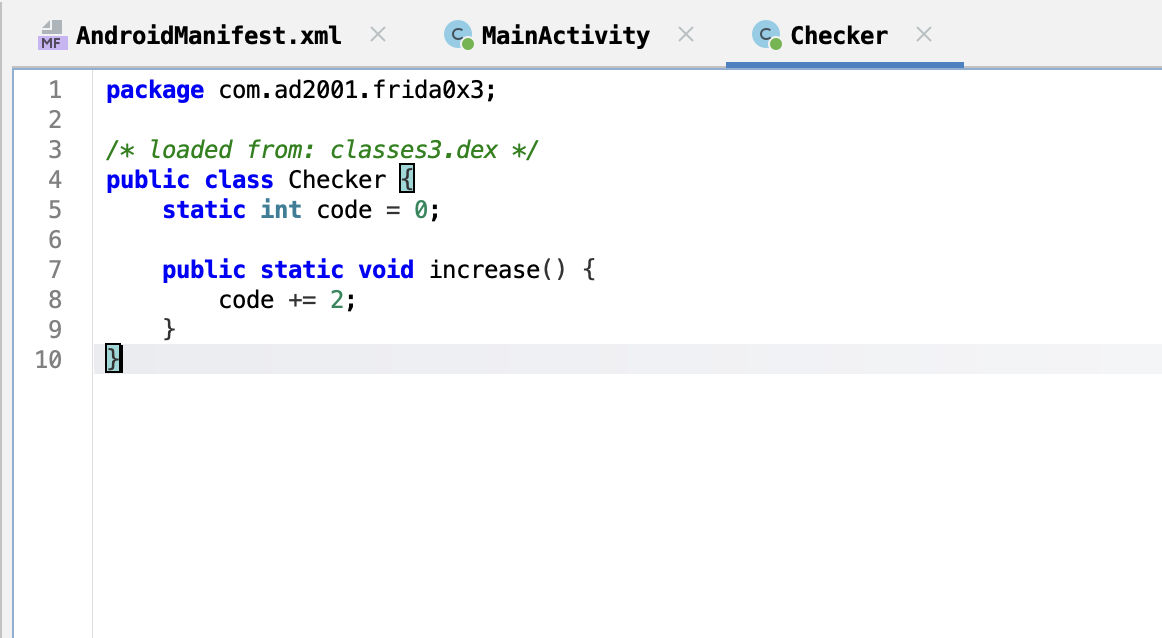 MF AndroidManifest.xml × C MainActivity × C Checker ×
1 package com.ad2001.frida0x3;
2
3 /* loaded from: classes3.dex */
4 public class Checker {
5     static int code = 0;
6
7     public static void increase() {
8         code += 2;
9     }
10 }